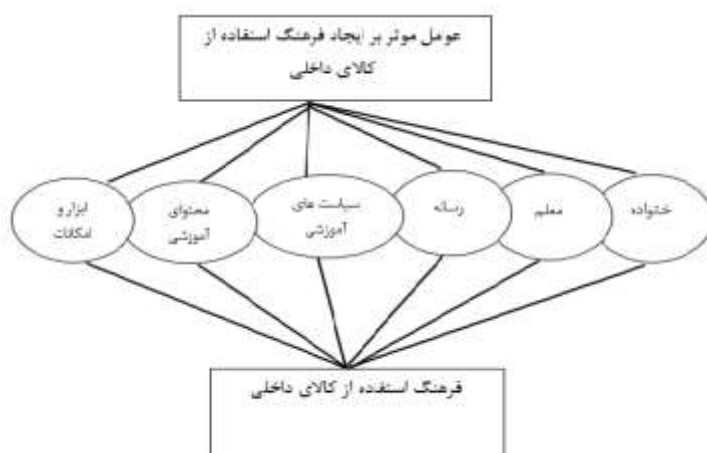 عوامل موثر بر ایجاد فرهنگ استفاده از
کالای داخلی
خانواده
معلم
رسانه
سیاست های
آموزشی
محتوای
آموزشی
ابزار و
امکانات
فرهنگ استفاده از کالای داخلی